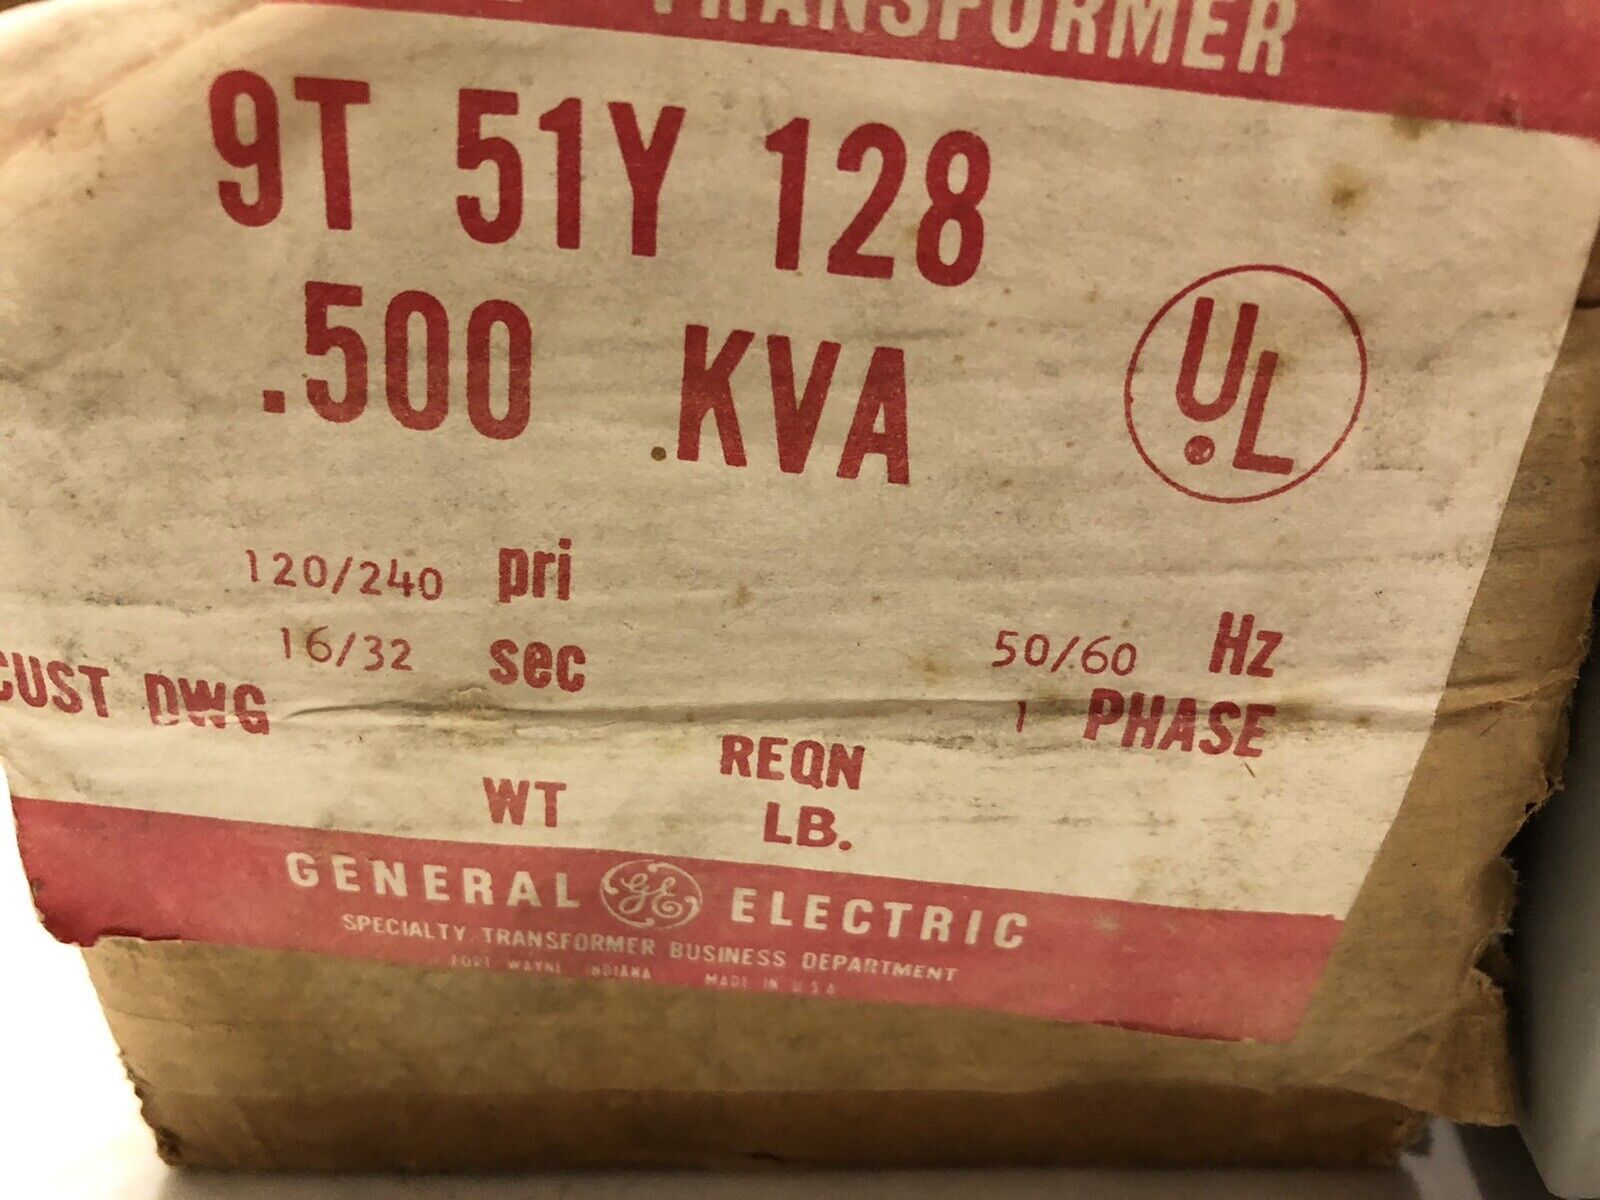 TRANSFORMER
9T 51Y 128
.500 KVA
UL
120/240 pri
16/32 sec
50/60 Hz
CUST DWG
1 PHASE
REQN
WT LB.
GENERAL GE ELECTRIC
SPECIALTY TRANSFORMER BUSINESS DEPARTMENT
FORT WAYNE INDIANA MADE IN U.S.A.